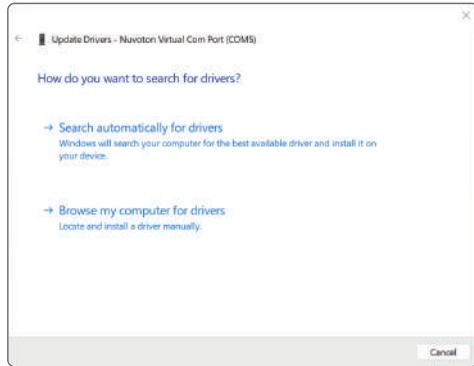 Update Drivers - Nuvoton Virtual Com Port (COM5)
How do you want to search for drivers?
→ Search automatically for drivers
Windows will search your computer for the best available driver and install it on
your device.
→ Browse my computer for drivers
Locate and install a driver manually.
Cancel